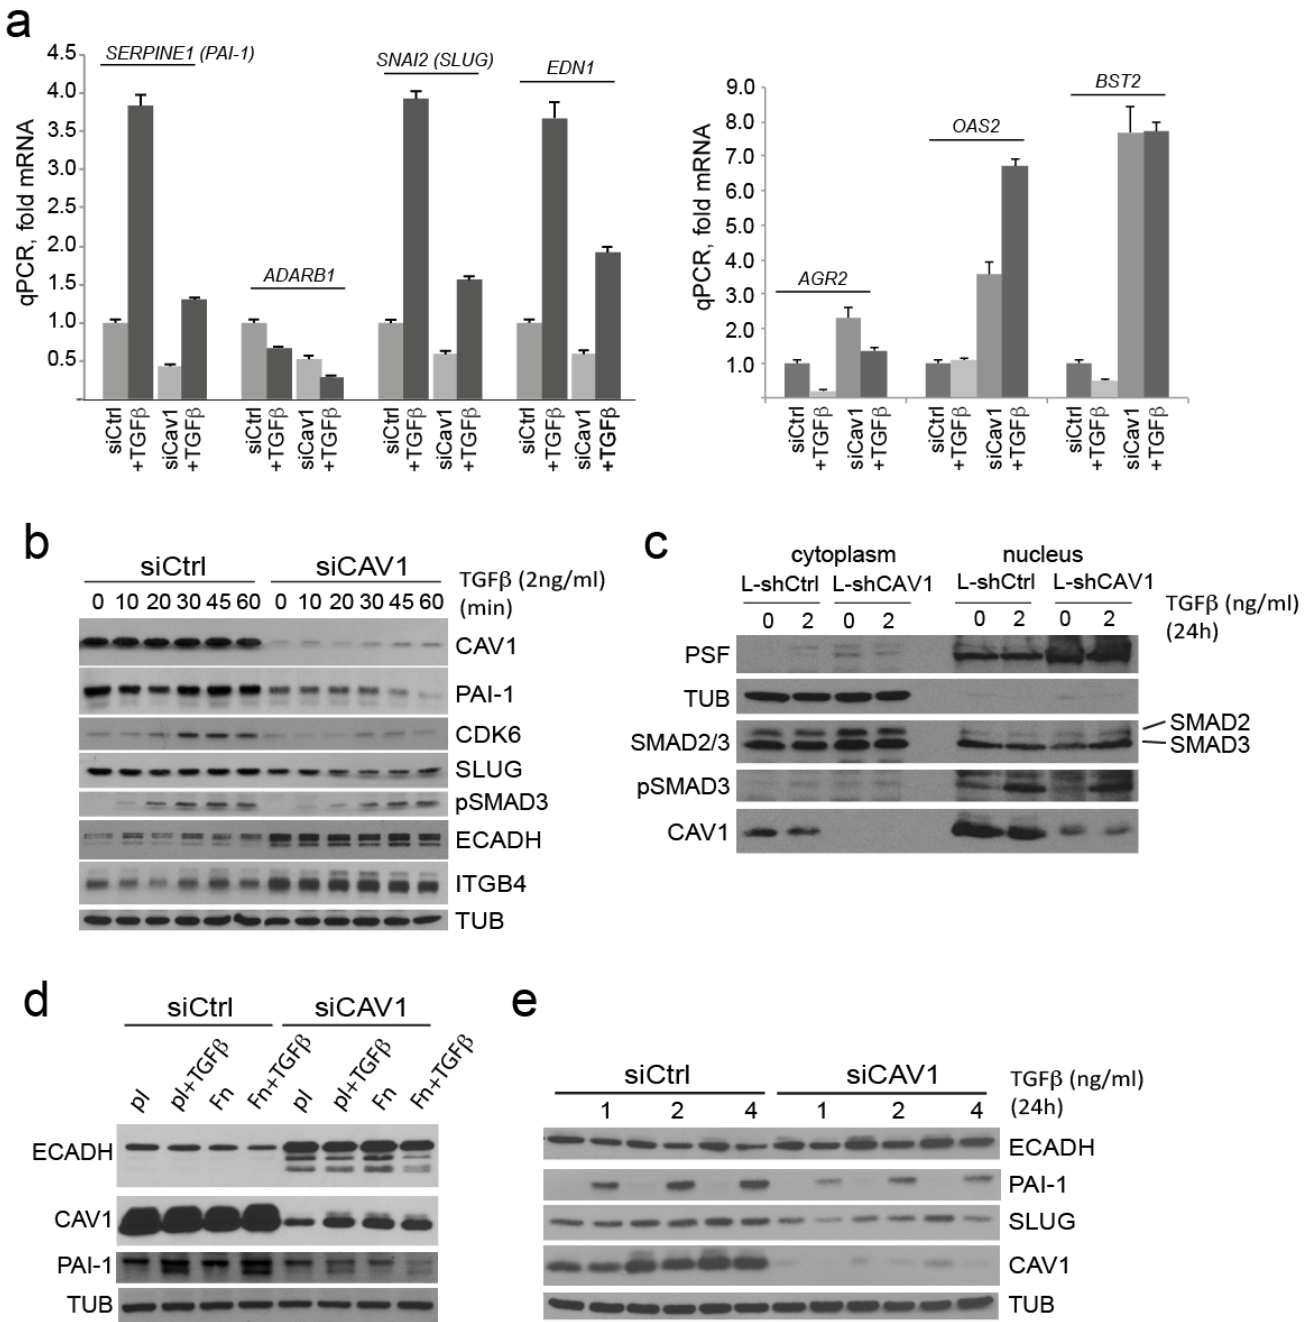 a
4.5
4.0
3.0
2.5
2.0
1.5
1.0
0.5
qPCR, fold mRNA
SERPINE1 (PAI-1)
ADARB1
SNAI2 (SLUG)
EDN1
siCtrl
+TGFβ
siCav1
+TGFβ
siCtrl
+TGFβ
siCav1
+TGFβ
siCtrl
+TGFβ
siCav1
+TGFβ
siCtrl
+TGFβ
siCav1
+TGFβ
9.0
8.0
7.0
6.0
5.0
4.0
3.0
2.0
1.0
qPCR, fold mRNA
AGR2
OAS2
BST2
siCtrl
+TGFβ
siCav1
+TGFβ
siCtrl
+TGFβ
siCav1
+TGFβ
siCtrl
+TGFβ
siCav1
+TGFβ
b
siCtrl siCAV1
TGFβ (2ng/ml)
0 10 20 30 45 60 0 10 20 30 45 60 (min)
CAV1
PAI-1
CDK6
SLUG
pSMAD3
ECADH
ITGB4
TUB
c
cytoplasm nucleus
L-shCtrl L-shCAV1 L-shCtrl L-shCAV1
TGFβ (ng/ml)
0 2 0 2 0 2 0 2 (24h)
PSF
TUB
SMAD2/3
SMAD2
SMAD3
pSMAD3
CAV1
d
siCtrl siCAV1
pl pl+TGFβ Fn Fn+TGFβ pl pl+TGFβ Fn Fn+TGFβ
ECADH
CAV1
PAI-1
TUB
e
siCtrl siCAV1 TGFβ (ng/ml)
1 2 4 1 2 4 (24h)
ECADH
PAI-1
SLUG
CAV1
TUB